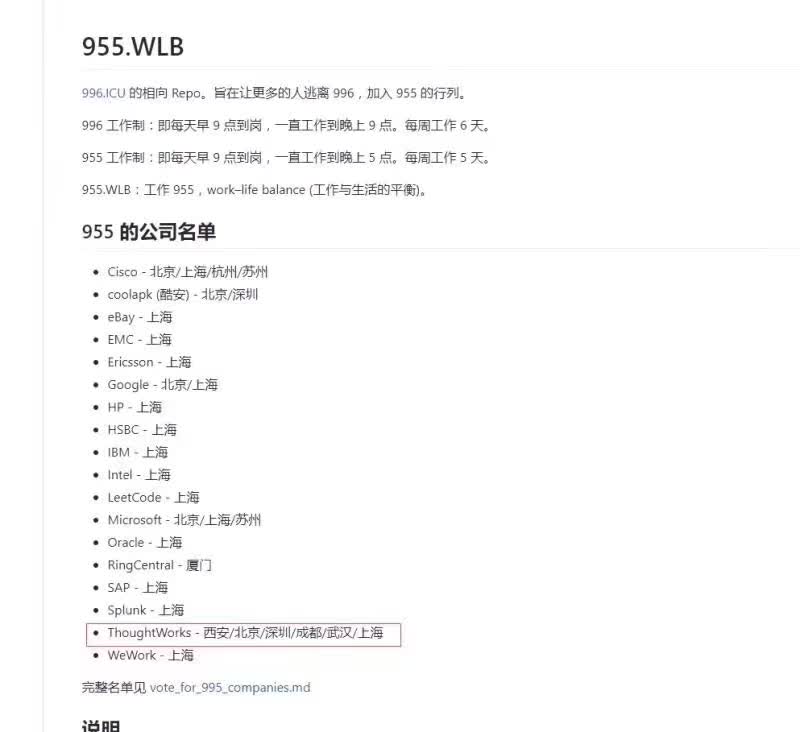 955.WLB
996.ICU 的相向 Repo。旨在让更多的人逃离 996，加入 955 的行列。
996 工作制：即每天早 9 点到岗，一直工作到晚上 9 点。每周工作 6 天。
955 工作制：即每天早 9 点到岗，一直工作到晚上 5 点。每周工作 5 天。
955.WLB：工作 955，work–life balance (工作与生活的平衡)。
955 的公司名单
• Cisco - 北京/上海/杭州/苏州
• coolapk (酷安) - 北京/深圳
• eBay - 上海
• EMC - 上海
• Ericsson - 上海
• Google - 北京/上海
• HP - 上海
• HSBC - 上海
• IBM - 上海
• Intel - 上海
• LeetCode - 上海
• Microsoft - 北京/上海/苏州
• Oracle - 上海
• RingCentral - 厦门
• SAP - 上海
• Splunk - 上海
• ThoughtWorks - 西安/北京/深圳/成都/武汉/上海
• WeWork - 上海
完整名单见 vote_for_995_companies.md
说明